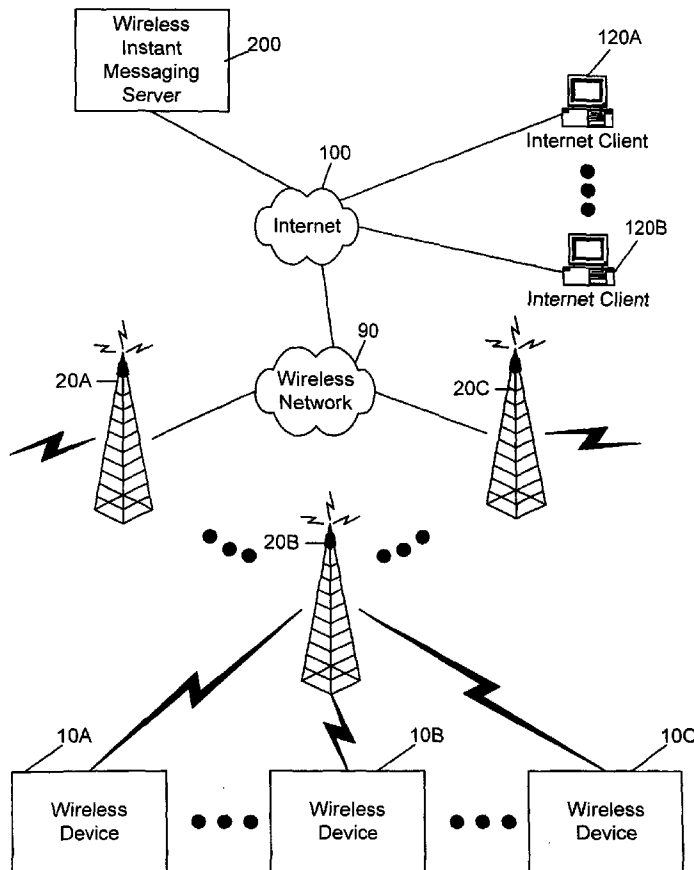 Wireless
Instant
Messaging
Server
200
120A
Internet Client
100
Internet
120B
Internet Client
90
Wireless
Network
20A
20C
20B
10A
10B
10C
Wireless
Device
Wireless
Device
Wireless
Device